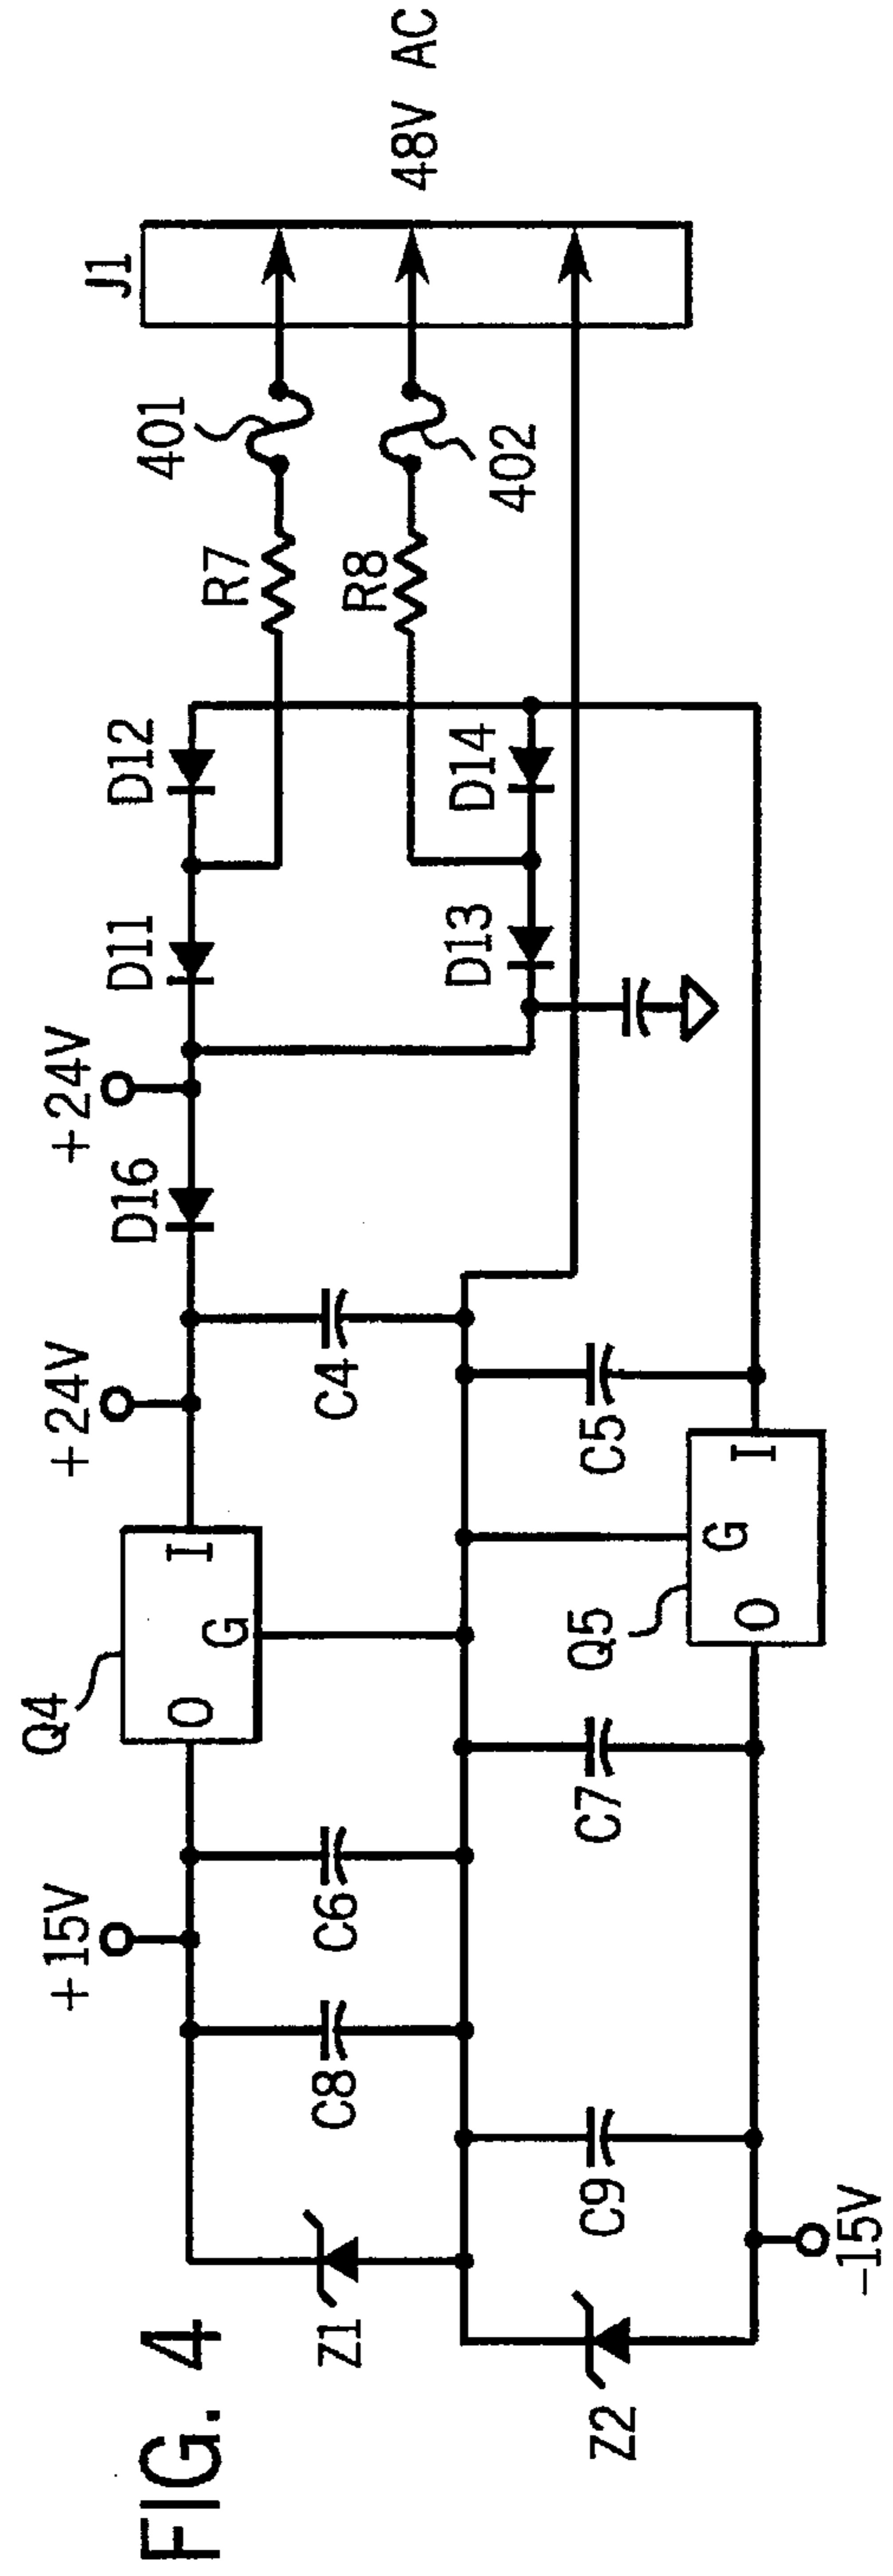 FIG. 4
+15V
Q4
+24V
D16
+24V
D11
D12
J1
401
R7
O
G
I
48V AC
Z1
C8
C6
C4
D13
D14
R8
402
Z2
C9
C7
Q5
C5
O
G
I
-15V